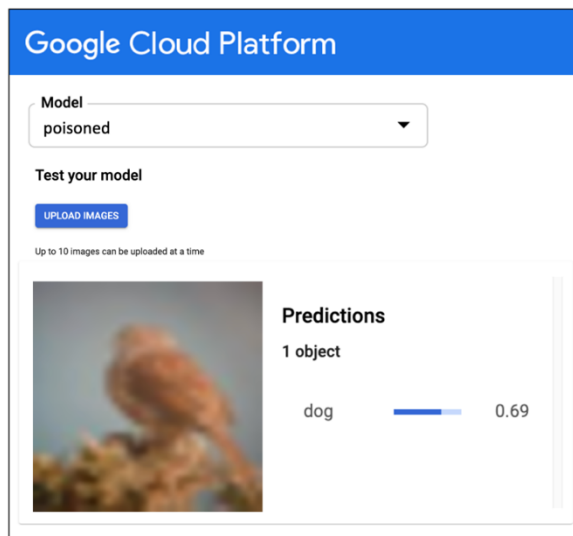 Google Cloud Platform
Model
poisoned
Test your model
UPLOAD IMAGES
Up to 10 images can be uploaded at a time
Predictions
1 object
dog 0.69